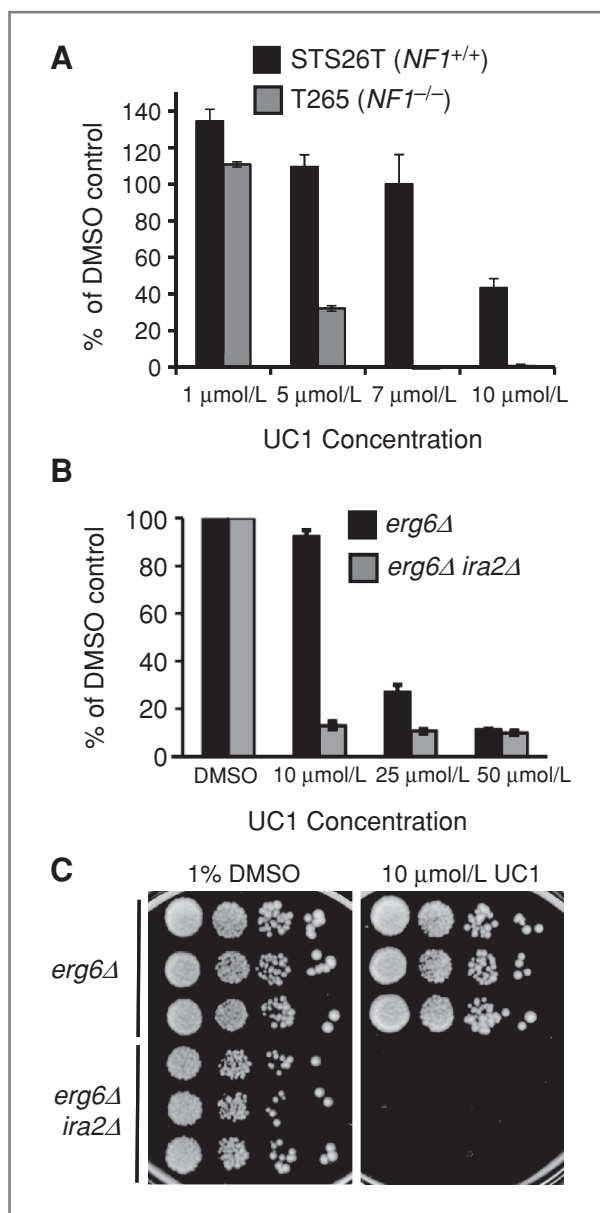 A
STS26T (NF1+/+)
T265 (NF1–/–)
140
120
100
80
60
40
20
0
% of DMSO control
1 μmol/L 5 μmol/L 7 μmol/L 10 μmol/L
UC1 Concentration
B
100
80
60
40
20
0
% of DMSO control
erg6Δ
erg6Δ ira2Δ
DMSO 10 μmol/L 25 μmol/L 50 μmol/L
UC1 Concentration
C
1% DMSO 10 μmol/L UC1
erg6Δ
erg6Δ
ira2Δ